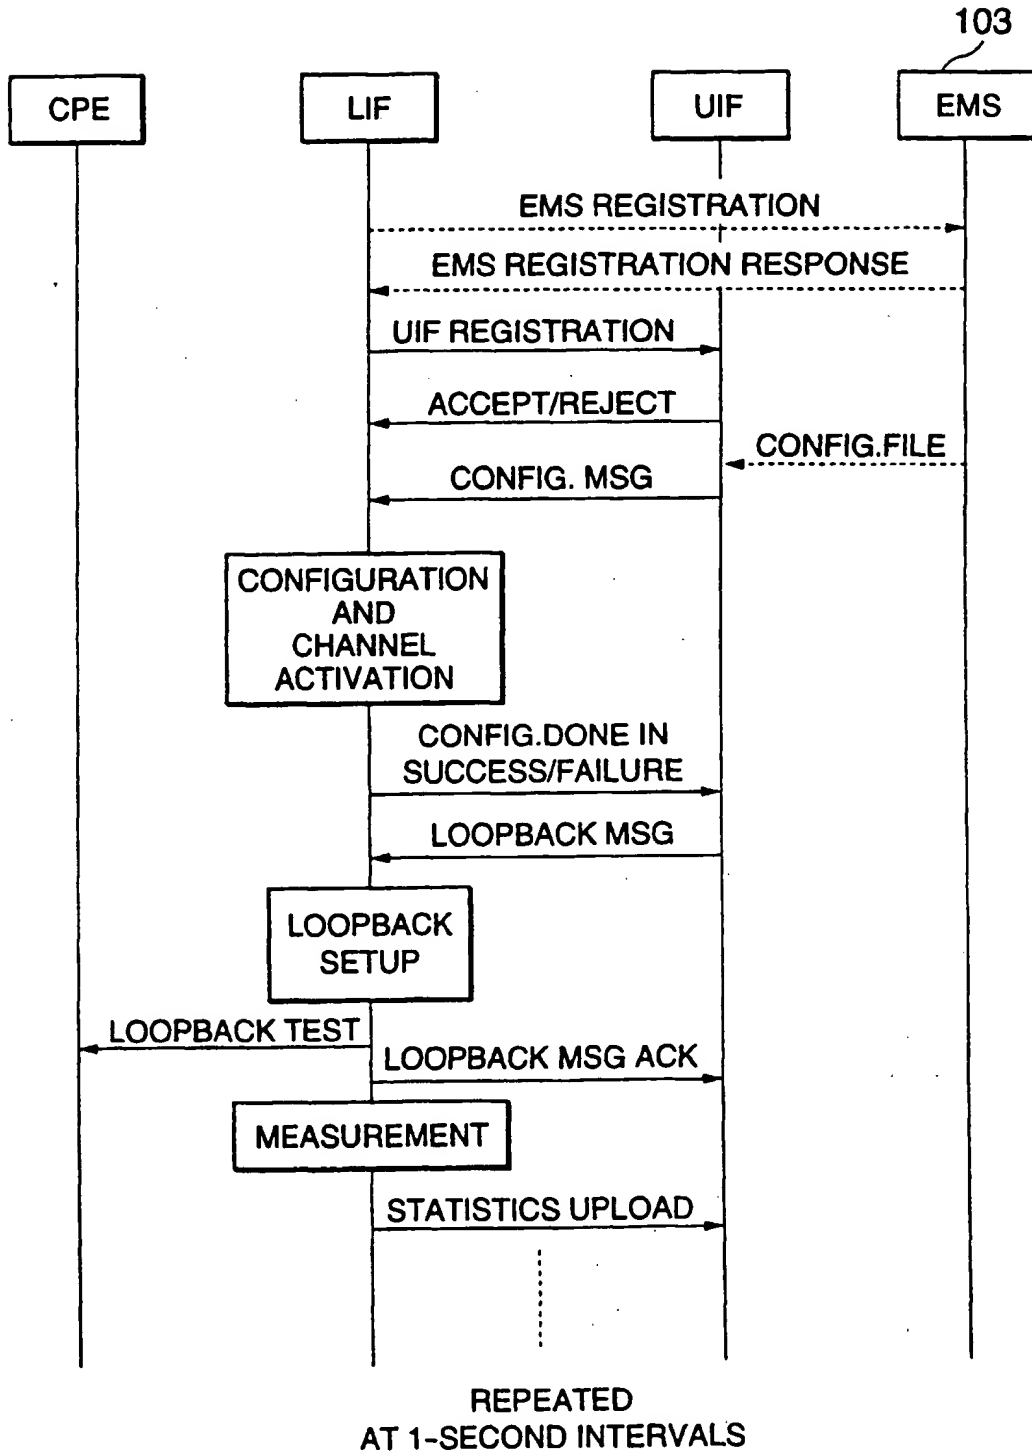 103
CPE
LIF
UIF
EMS
EMS REGISTRATION
EMS REGISTRATION RESPONSE
UIF REGISTRATION
ACCEPT/REJECT
CONFIG.FILE
CONFIG. MSG
CONFIGURATION
AND
CHANNEL
ACTIVATION
CONFIG.DONE IN
SUCCESS/FAILURE
LOOPBACK MSG
LOOPBACK
SETUP
LOOPBACK TEST
LOOPBACK MSG ACK
MEASUREMENT
STATISTICS UPLOAD
REPEATED
AT 1-SECOND INTERVALS